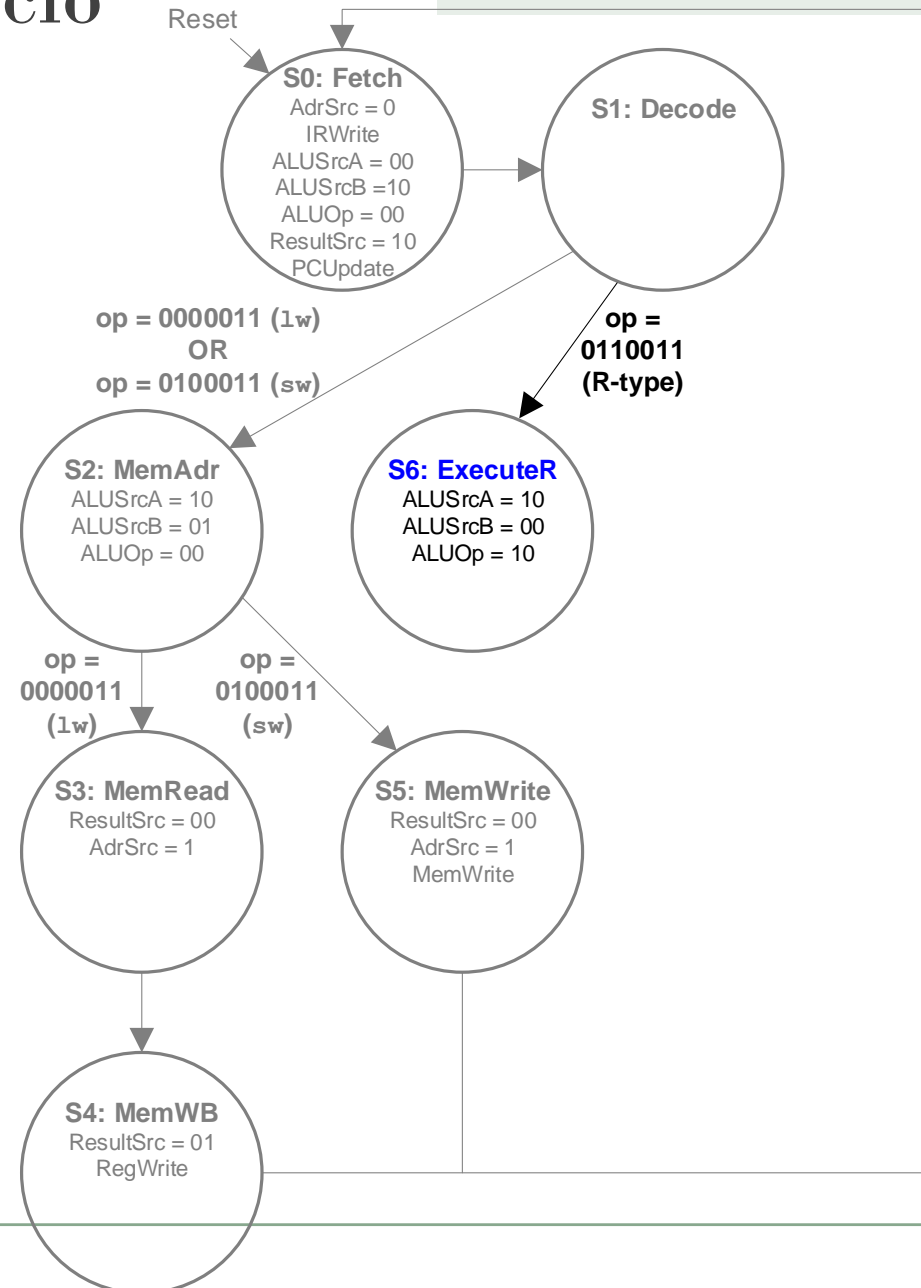 cio
Reset
S0: Fetch
AdrSrc = 0
IRWrite
ALUSrcA = 00
ALUSrcB =10
ALUOp = 00
ResultSrc = 10
PCUpdate
S1: Decode
op = 0000011 (lw)
OR
op = 0100011 (sw)
op =
0110011
(R-type)
S2: MemAdr
ALUSrcA = 10
ALUSrcB = 01
ALUOp = 00
S6: ExecuteR
ALUSrcA = 10
ALUSrcB = 00
ALUOp = 10
op =
0000011
(lw)
op =
0100011
(sw)
S3: MemRead
ResultSrc = 00
AdrSrc = 1
S5: MemWrite
ResultSrc = 00
AdrSrc = 1
MemWrite
S4: MemWB
ResultSrc = 01
RegWrite